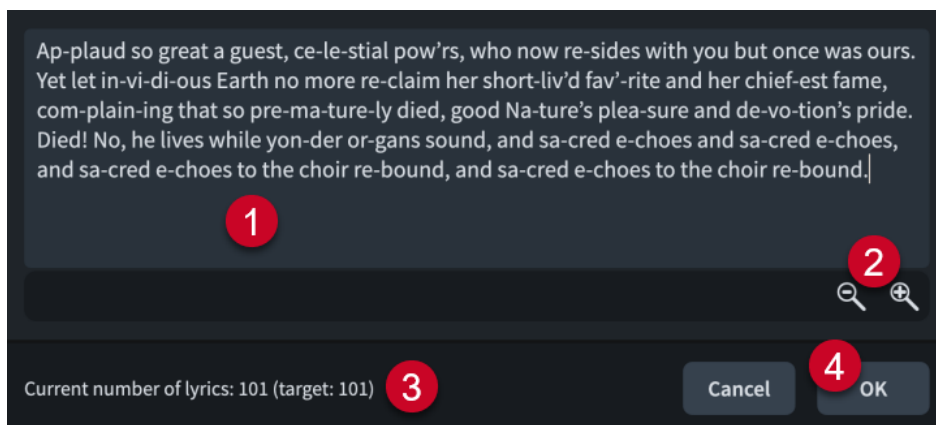 Ap-plaud so great a guest, ce-le-stial pow’rs, who now re-sides with you but once was ours.
Yet let in-vi-di-ous Earth no more re-claim her short-liv’d fav’-rite and her chief-est fame,
com-plain-ing that so pre-ma-ture-ly died, good Na-ture’s plea-sure and de-vo-tion’s pride.
Died! No, he lives while yon-der or-gans sound, and sa-cred e-choes and sa-cred e-choes,
and sa-cred e-choes to the choir re-bound, and sa-cred e-choes to the choir re-bound.
1
2
Current number of lyrics: 101 (target: 101)
3
Cancel
4
OK